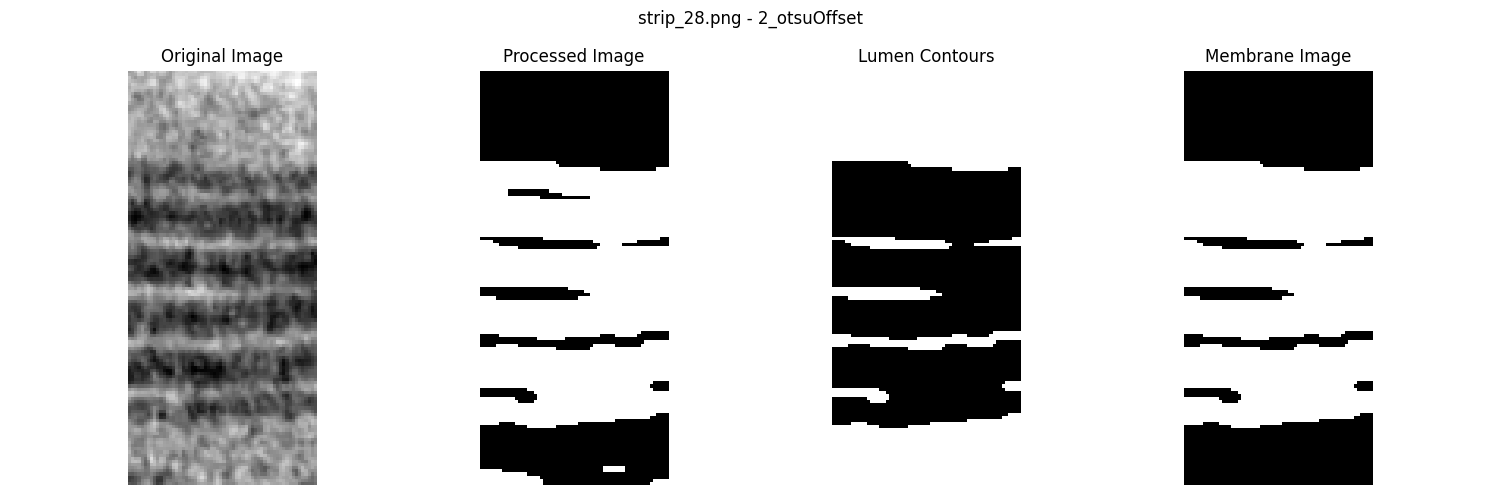 strip_28.png - 2_otsuOffset
Original Image
Processed Image
Lumen Contours
Membrane Image